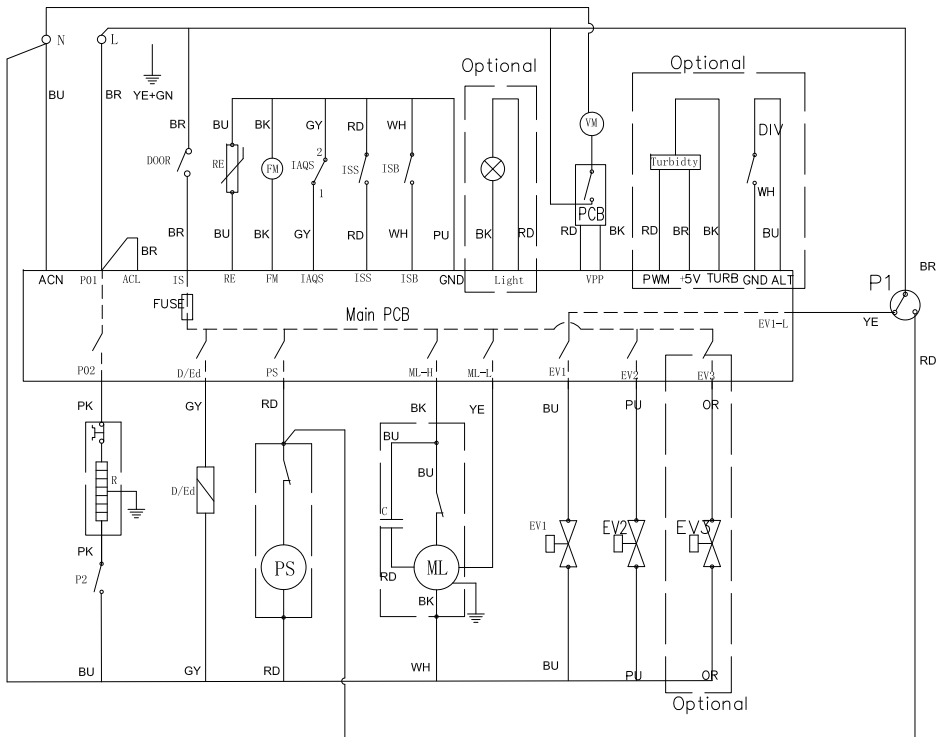 N
L
BU
BR
YE+GN
Optional
Optional
BR
BU
BK
GY
RD
WH
VM
DIV
DOOR
RE
FM
IAQS
2
1
ISS
ISB
Turbidty
WH
PCB
BR
BR
BU
BK
GY
RD
WH
PU
BK
RD
RD
BK
RD
BR
BK
BU
ACN
P01
ACL
IS
RE
FM
IAQS
ISS
ISB
GND
Light
VPP
PWM
+5V
TURB
GND
ALT
P1
BR
FUSE
Main PCB
EV1-L
YE
RD
P02
D/Ed
PS
ML-H
ML-L
EV1
EV2
EV3
PK
GY
RD
BK
YE
BU
PU
OR
BU
BU
R
D/Ed
C
EV1
EV2
EV3
PK
P2
PS
RD
ML
BK
BU
GY
RD
WH
BU
PU
OR
Optional